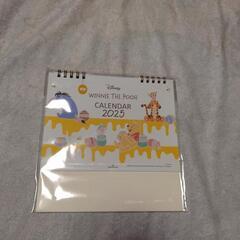 Disney
WINNIE THE POOH
CALENDAR
2025